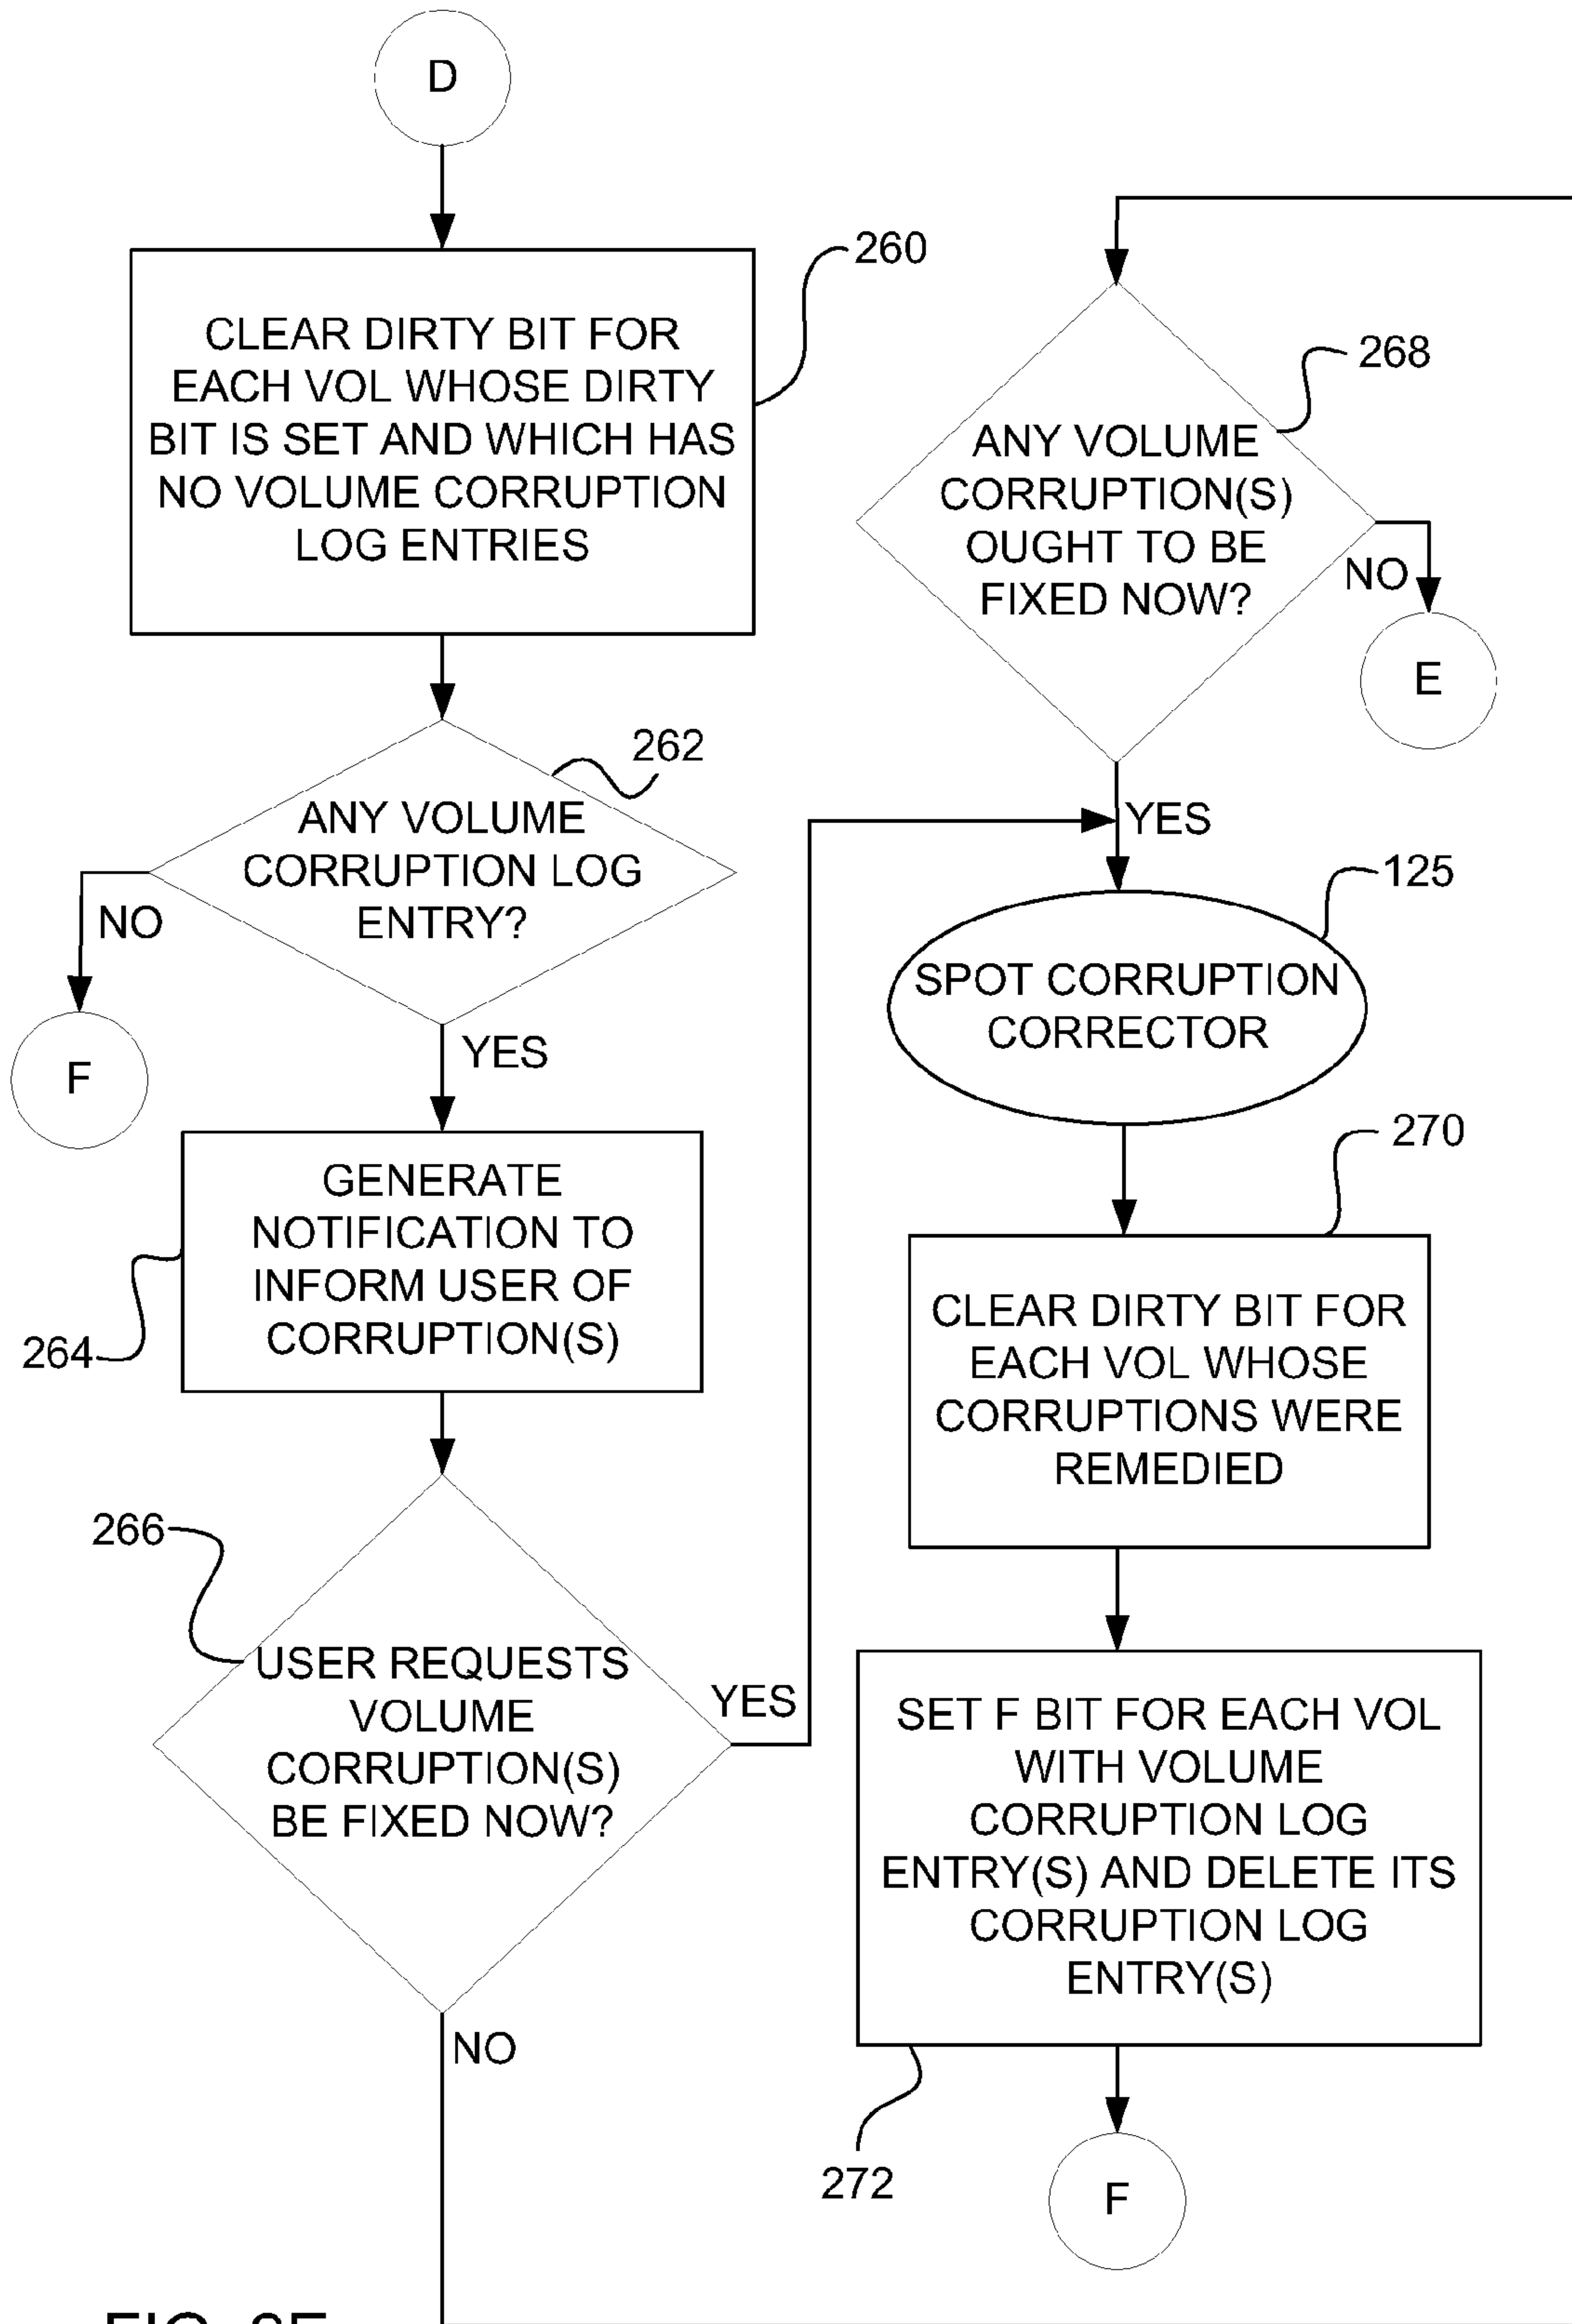 D
260
CLEAR DIRTY BIT FOR
EACH VOL WHOSE DIRTY
BIT IS SET AND WHICH HAS
NO VOLUME CORRUPTION
LOG ENTRIES
262
ANY VOLUME
CORRUPTION LOG
ENTRY?
NO
F
YES
GENERATE
NOTIFICATION TO
INFORM USER OF
CORRUPTION(S)
264
266
USER REQUESTS
VOLUME
CORRUPTION(S)
BE FIXED NOW?
YES
NO
268
ANY VOLUME
CORRUPTION(S)
OUGHT TO BE
FIXED NOW?
NO
E
YES
125
SPOT CORRUPTION
CORRECTOR
270
CLEAR DIRTY BIT FOR
EACH VOL WHOSE
CORRUPTIONS WERE
REMEDIED
SET F BIT FOR EACH VOL
WITH VOLUME
CORRUPTION LOG
ENTRY(S) AND DELETE ITS
CORRUPTION LOG
ENTRY(S)
272
F